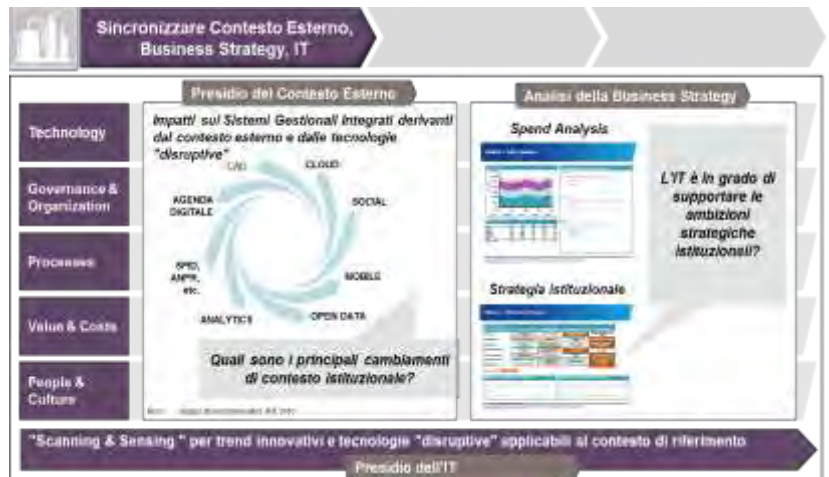 Sincronizzare Contesto Esterno,
Business Strategy, IT
Presidio del Contesto Esterno
Analisi della Business Strategy
Technology
Governance &
Organization
Processes
Value & Costs
People &
Culture
Impatti sui Sistemi Gestionali Integrati derivanti
dal contesto esterno e dalle tecnologie
"disruptive"
CAD
CLOUD
SOCIAL
MOBILE
OPEN DATA
ANALYTICS
SPID,
ANPR,
etc.
AGENDA
DIGITALE
Quali sono i principali cambiamenti
di contesto istituzionale?
Spend Analysis
Strategia istituzionale
L'IT è in grado di
supportare le
ambizioni
strategiche
istituzionali?
"Scanning & Sensing " per trend innovativi e tecnologie "disruptive" applicabili al contesto di riferimento
Presidio dell'IT